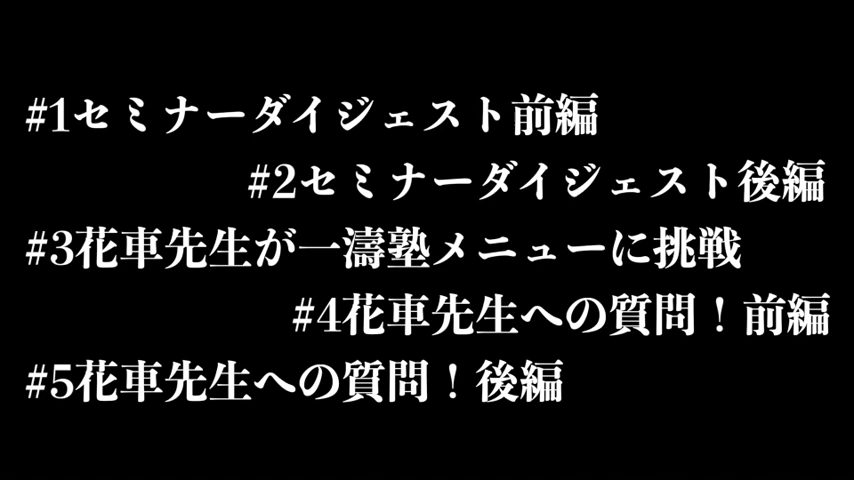 #1セミナーダイジェスト前編
#2セミナーダイジェスト後編
#3花車先生が一濤塾メニューに挑戦
#4花車先生への質問！前編
#5花車先生への質問！後編